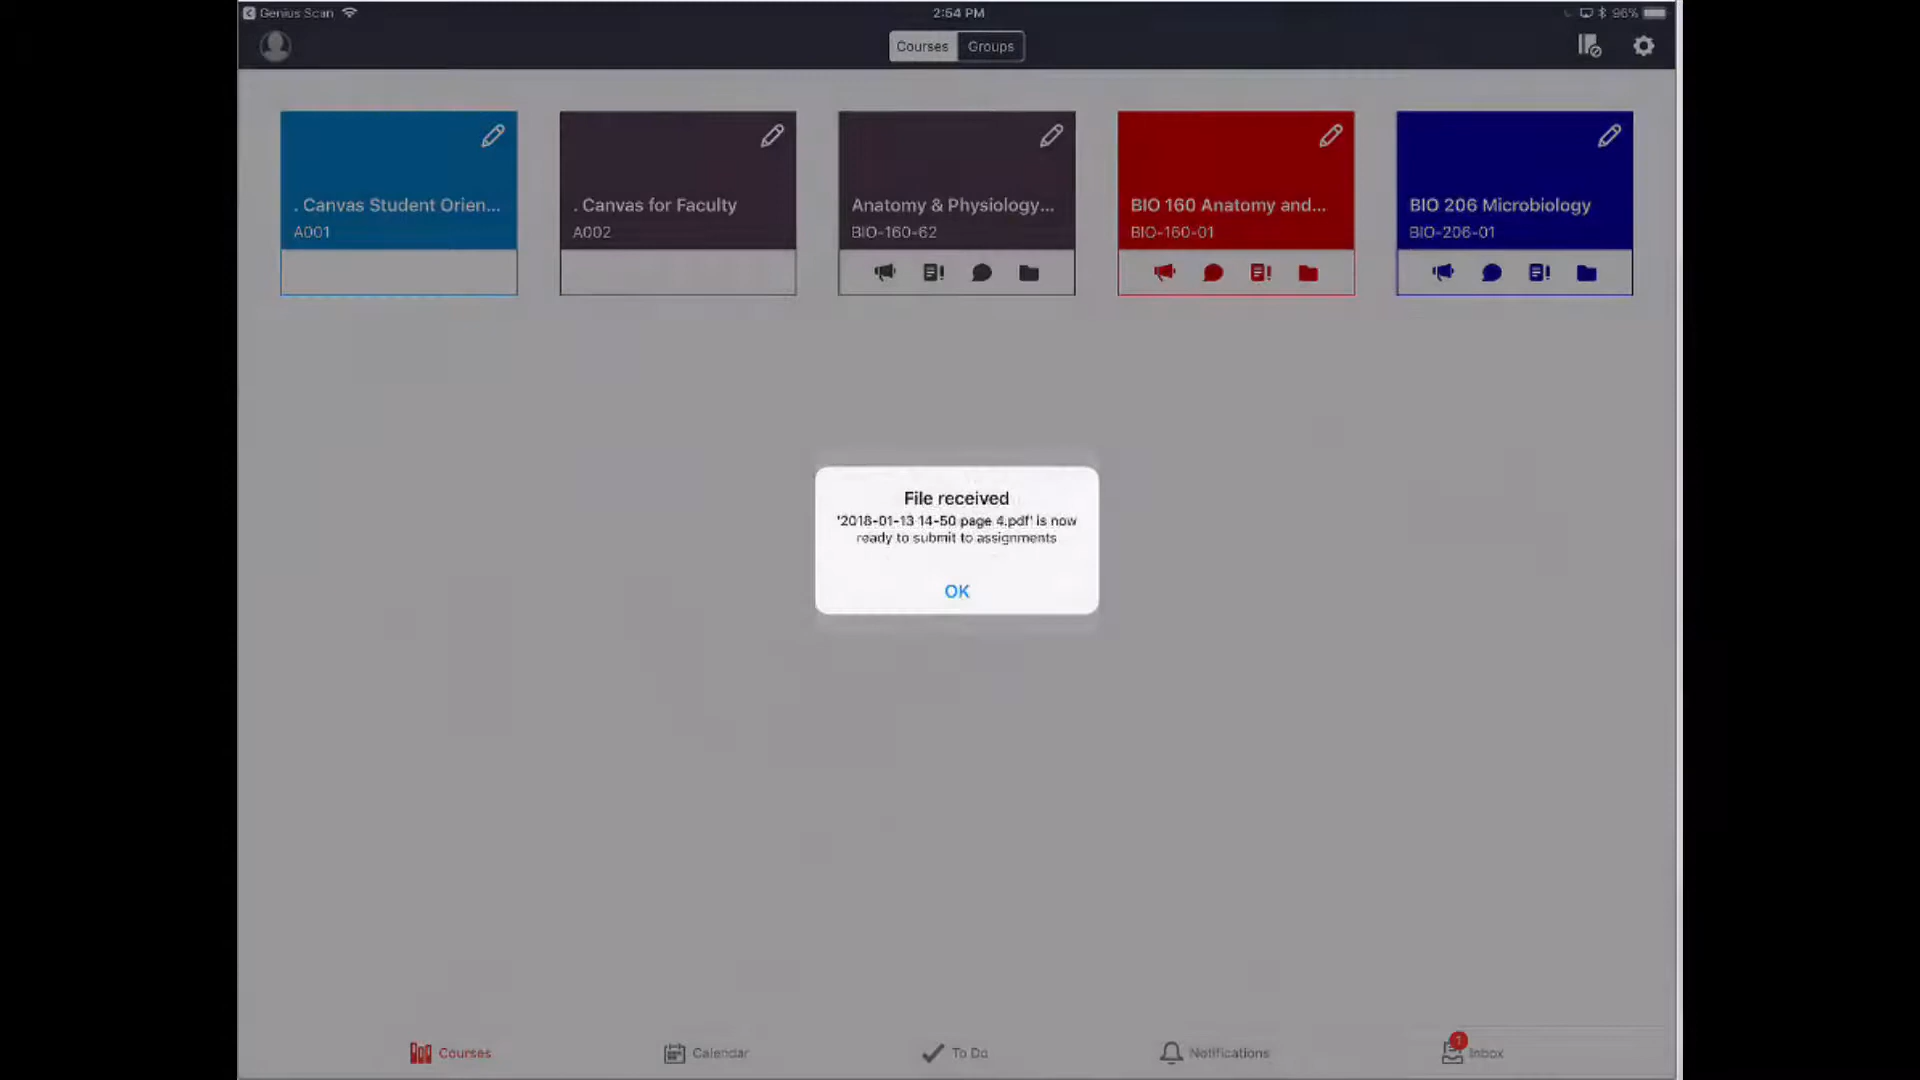 Genius Scan
2:54 PM
96%
Courses
Groups
. Canvas Student Orien...
A001
. Canvas for Faculty
A002
Anatomy & Physiology...
BIO-160-62
BIO 160 Anatomy and...
BIO-160-01
BIO 206 Microbiology
BIO-206-01
File received
'2018-01-13 14-50 page 4.pdf' is now
ready to submit to assignments
OK
Courses
Calendar
To Do
Notifications
1
Inbox